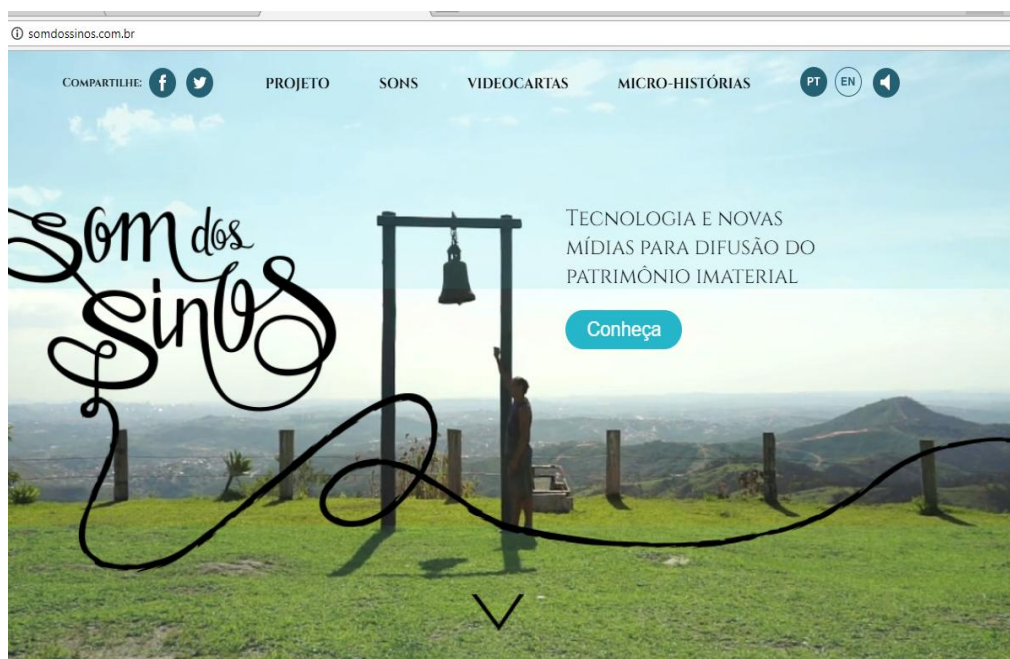 somdossinos.com.br
COMPARTILHE: PROJETO SONS VIDEOCARTAS MICRO-HISTÓRIAS PT EN
som dos
sinos
TECNOLOGIA E NOVAS
MÍDIAS PARA DIFUSÃO DO
PATRIMÔNIO IMATERIAL
Conheça